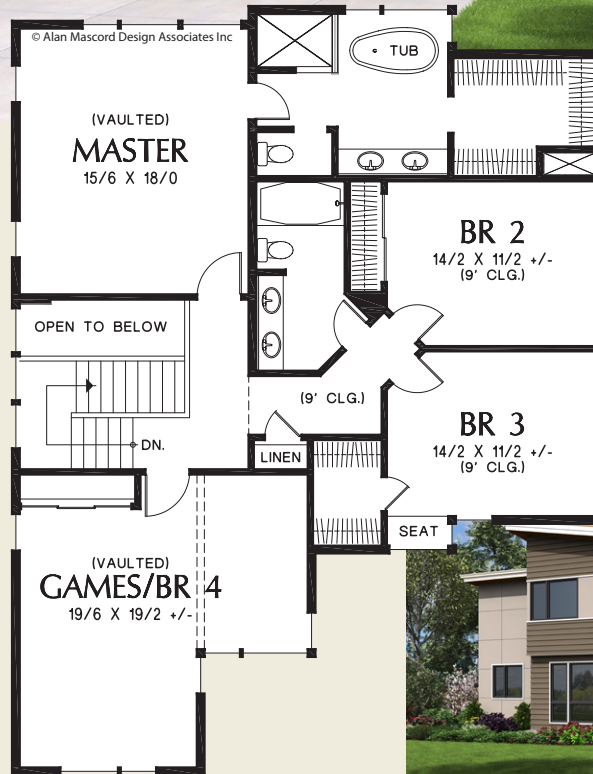 © Alan Mascord Design Associates Inc
TUB
(VAULTED)
MASTER
15/6 X 18/0
BR 2
14/2 X 11/2 +/-
(9' CLG.)
OPEN TO BELOW
(9' CLG.)
BR 3
14/2 X 11/2 +/-
(9' CLG.)
DN.
LINEN
SEAT
(VAULTED)
GAMES/BR 4
19/6 X 19/2 +/-